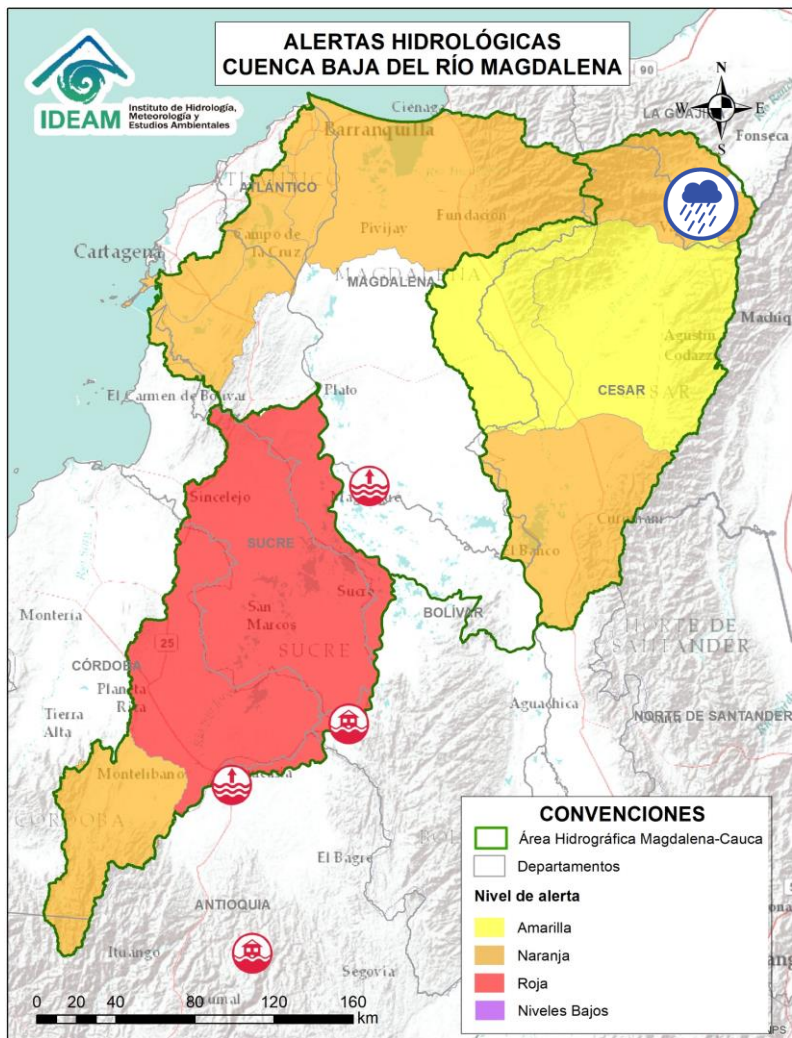 ALERTAS HIDROLÓGICAS
CUENCA BAJA DEL RÍO MAGDALENA
IDEAM
Instituto de Hidrología,
Meteorología y
Estudios Ambientales
N
W
E
S
90
LA GUAJI
Fonseca
Ciénaga
Barranquilla
ATLÁNTICO
Cartagena
Campo de
la Cruz
Pivijay
Fundación
MAGDALENA
MAGDALENA
Machiq
Agustín
Codazzi
CESAR
El Carmen de Bolívar
Plato
Sincelejo
SUCRE
Sucre
El Banco
BOLÍVAR
San
Marcos
SUCRE
Montería
25
CÓRDOBA
Planeta
Rica
Tierra
Alta
NORTE DE
SANTANDER
Aguachica
NORTE DE SANTANDER
Montelíbano
El Bagre
ANTIOQUIA
Ituango
Segovia
CONVENCIONES
Área Hidrográfica Magdalena-Cauca
Departamentos
Nivel de alerta
Amarilla
Naranja
Roja
Niveles Bajos
0 20 40 80 120 160
km